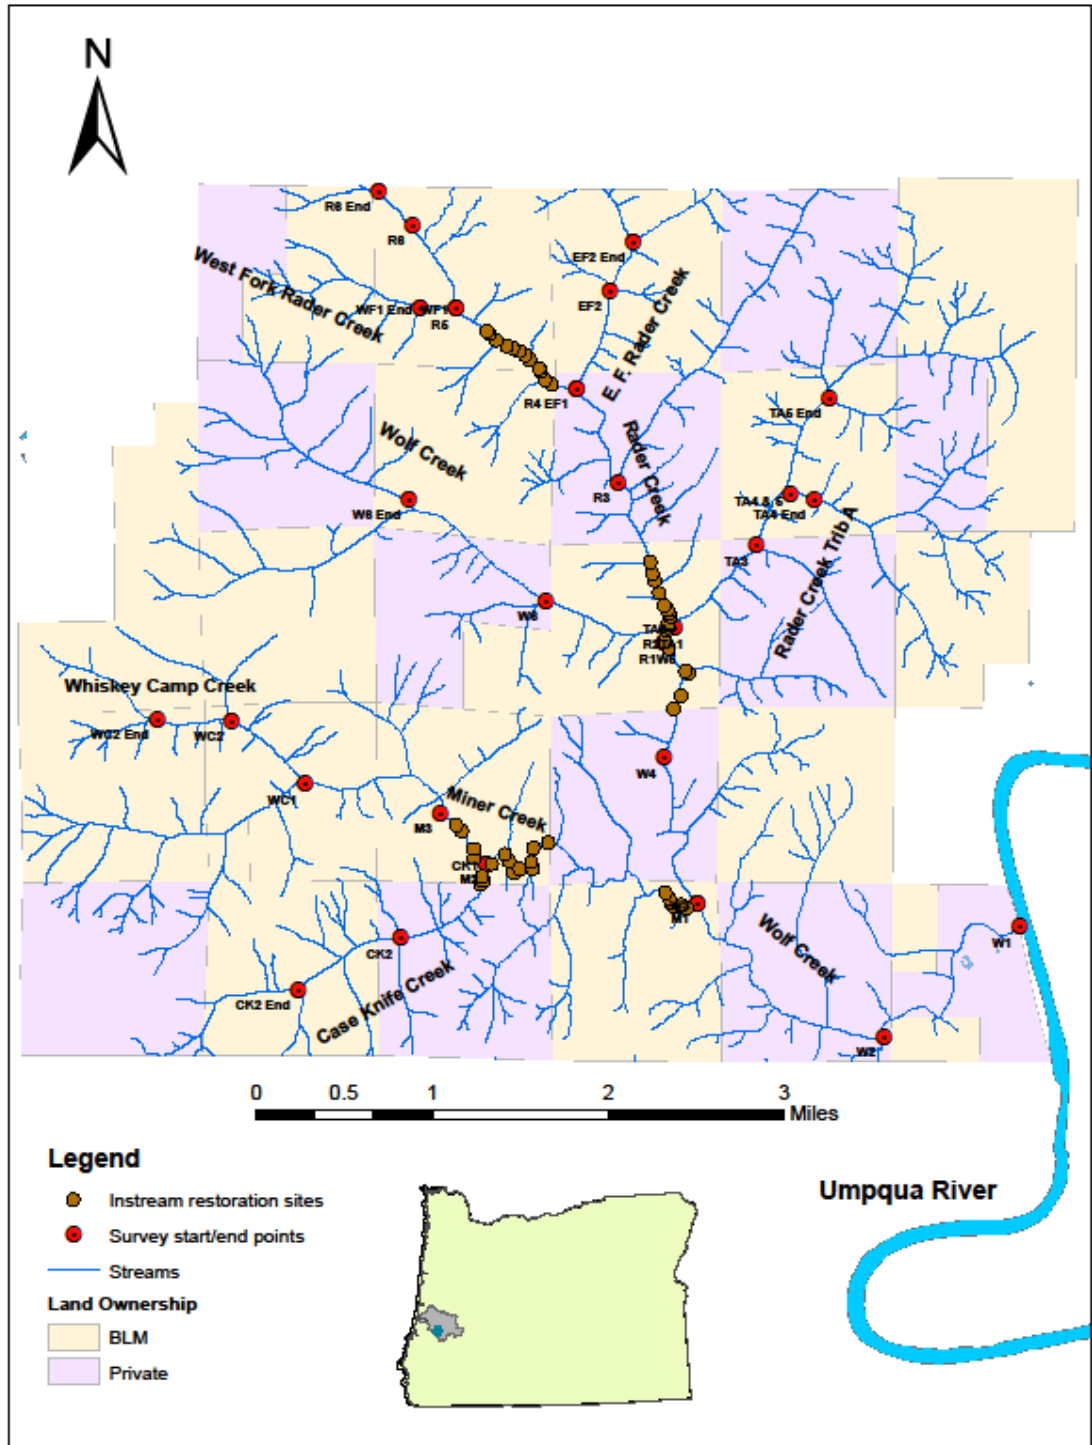 N
R6 End
R6
EF2 End
West Fork Rader Creek
WF1 End
WF1
R5
EF2
E. F. Rader Creek
R4 EF1
TA5 End
Wolf Creek
Rader Creek
R3
W6 End
TA4 & 5
TA4 End
TA3
Rader Creek Trib A
W6
Whiskey Camp Creek
WC2 End
WC2
W4
WC1
Miner Creek
M3
CK1
M1
Wolf Creek
W1
CK2
Case Knife Creek
CK2 End
W2
0 0.5 1 2 3
Miles
Legend
Instream restoration sites
Survey start/end points
Streams
Land Ownership
BLM
Private
Umpqua River